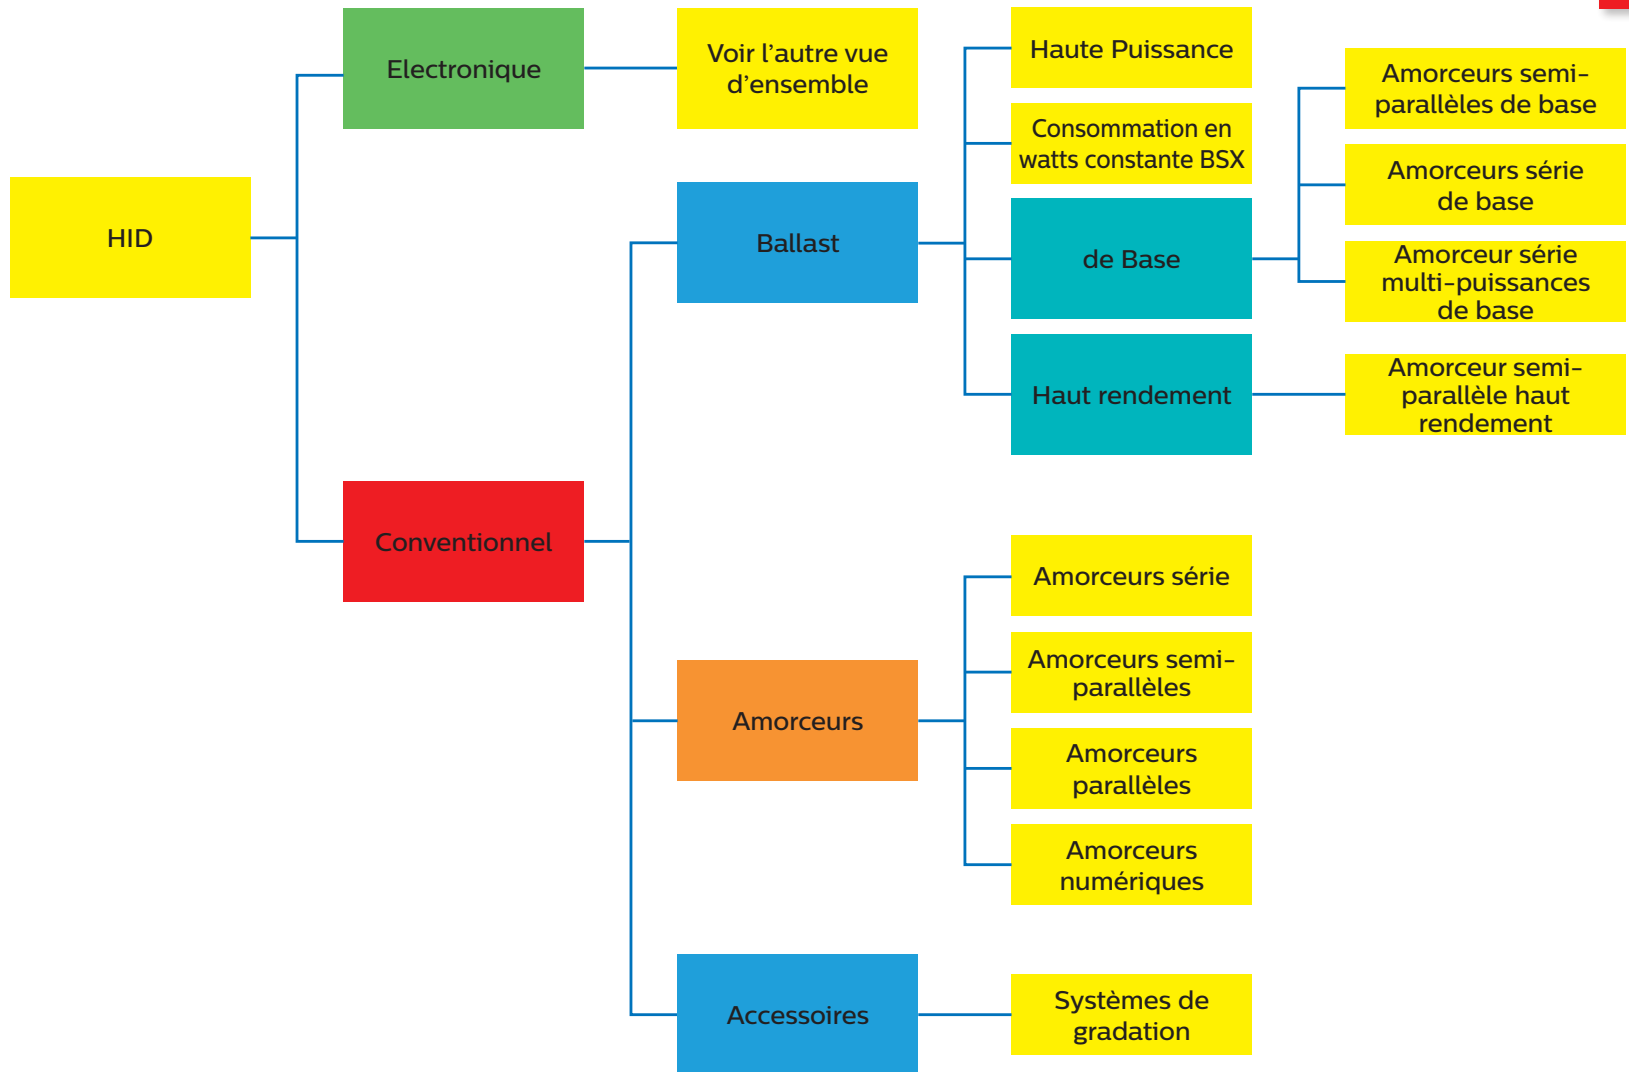 HID
Electronique
Voir l’autre vue
d’ensemble
Conventionnel
Ballast
Haute Puissance
Consommation en
watts constante BSX
de Base
Amorceurs semi-
parallèles de base
Amorceurs série
de base
Amorceur série
multi-puissances
de base
Haut rendement
Amorceur semi-
parallèle haut
rendement
Amorceurs
Amorceurs série
Amorceurs semi-
parallèles
Amorceurs
parallèles
Amorceurs
numériques
Accessoires
Systèmes de
gradation